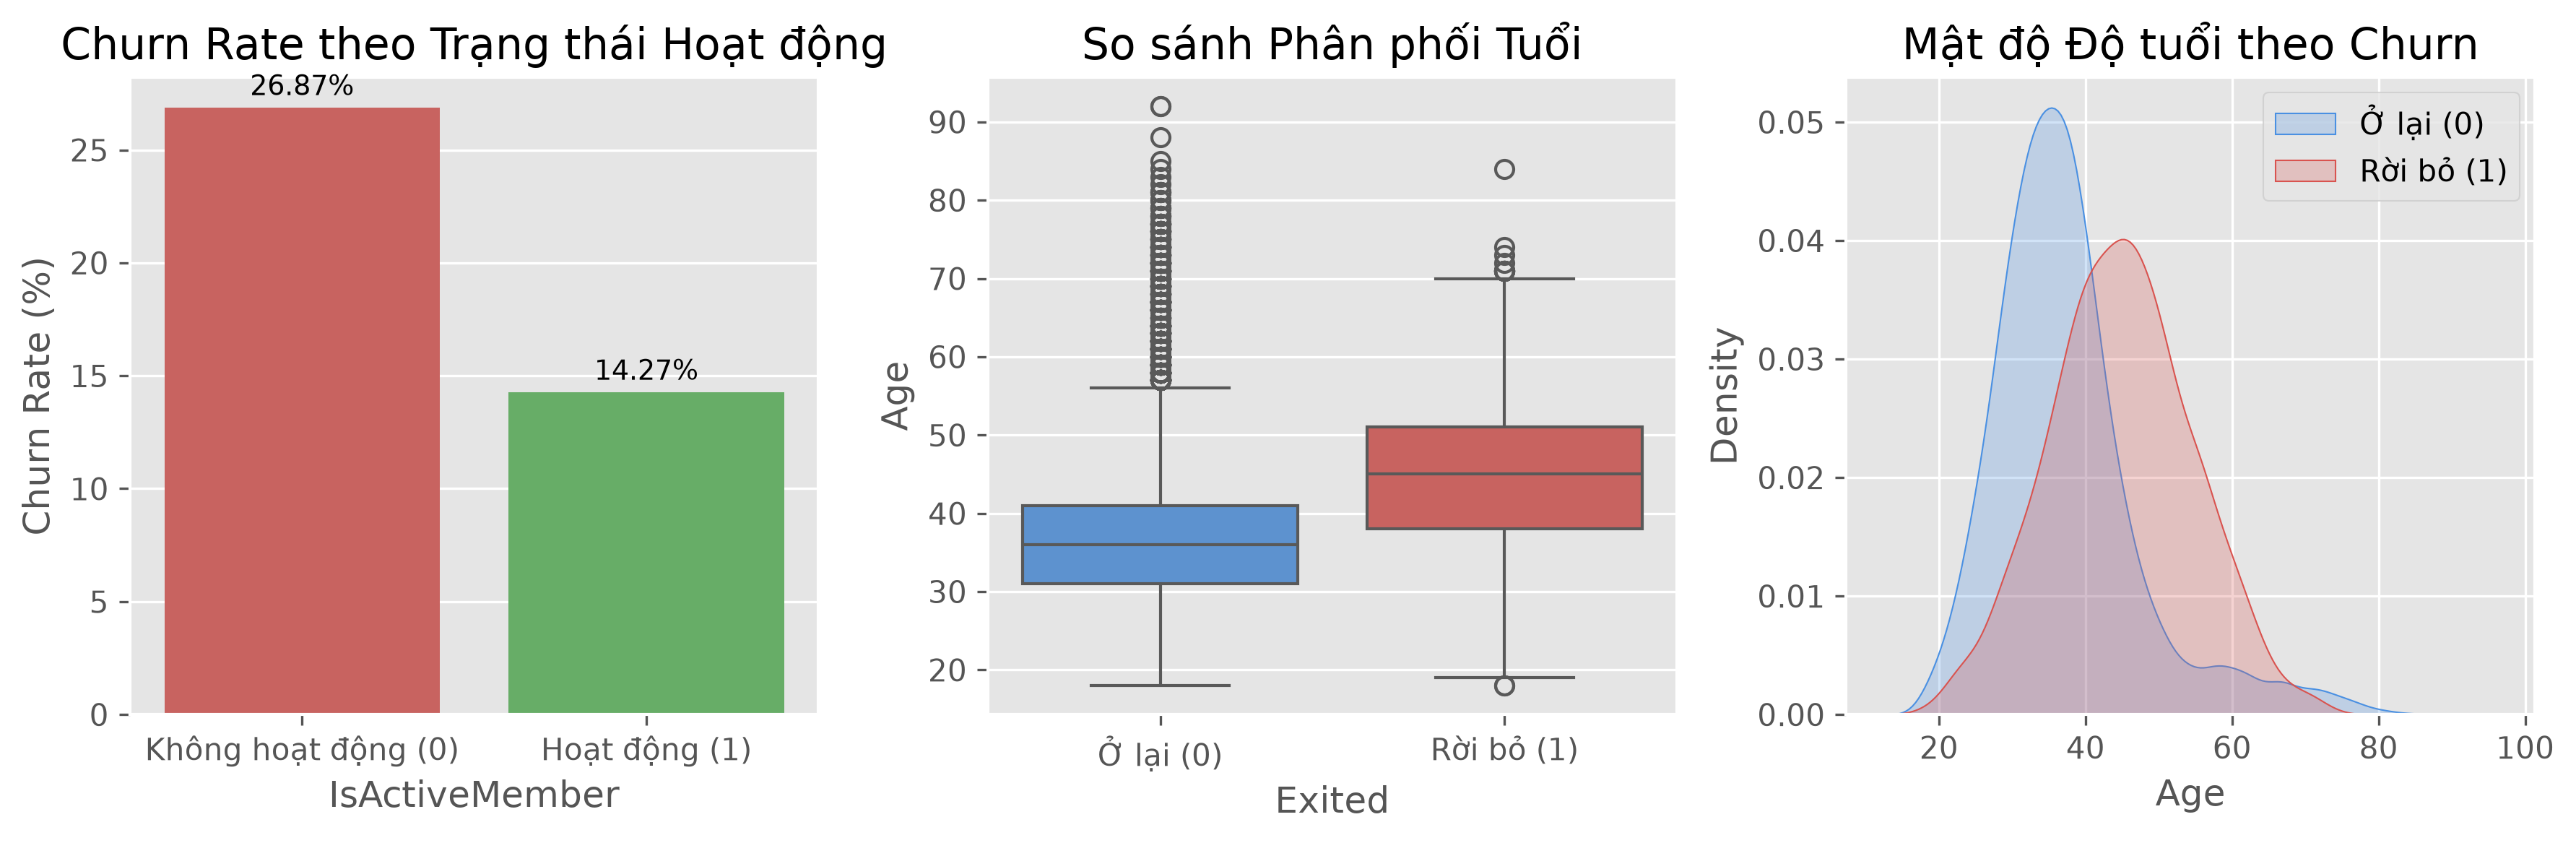 Churn Rate theo Trạng thái Hoạt động
26.87%
14.27%
25
20
15
10
5
0
Churn Rate (%)
Không hoạt động (0)
Hoạt động (1)
IsActiveMember
So sánh Phân phối Tuổi
90
80
70
60
50
40
30
20
Age
Ở lại (0)
Rời bỏ (1)
Exited
Mật độ Độ tuổi theo Churn
Ở lại (0)
Rời bỏ (1)
0.05
0.04
0.03
0.02
0.01
0.00
Density
20
40
60
80
100
Age